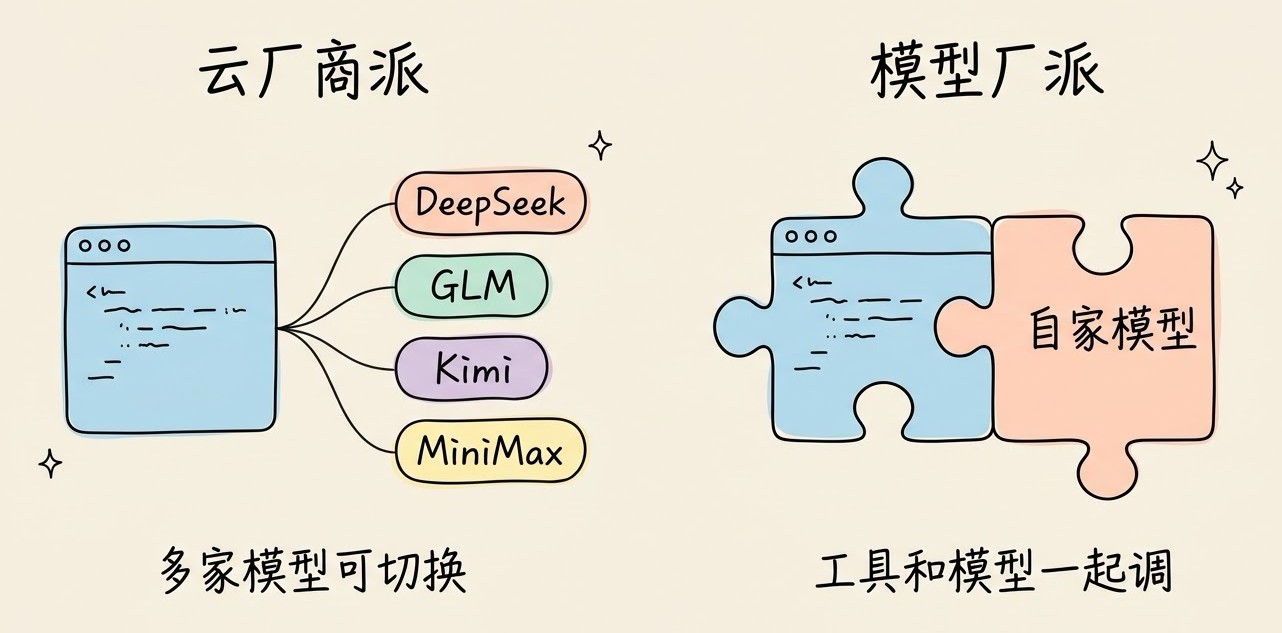 云厂商派
DeepSeek
GLM
Kimi
MiniMax
多家模型可切换
模型厂派
自家模型
工具和模型一起调